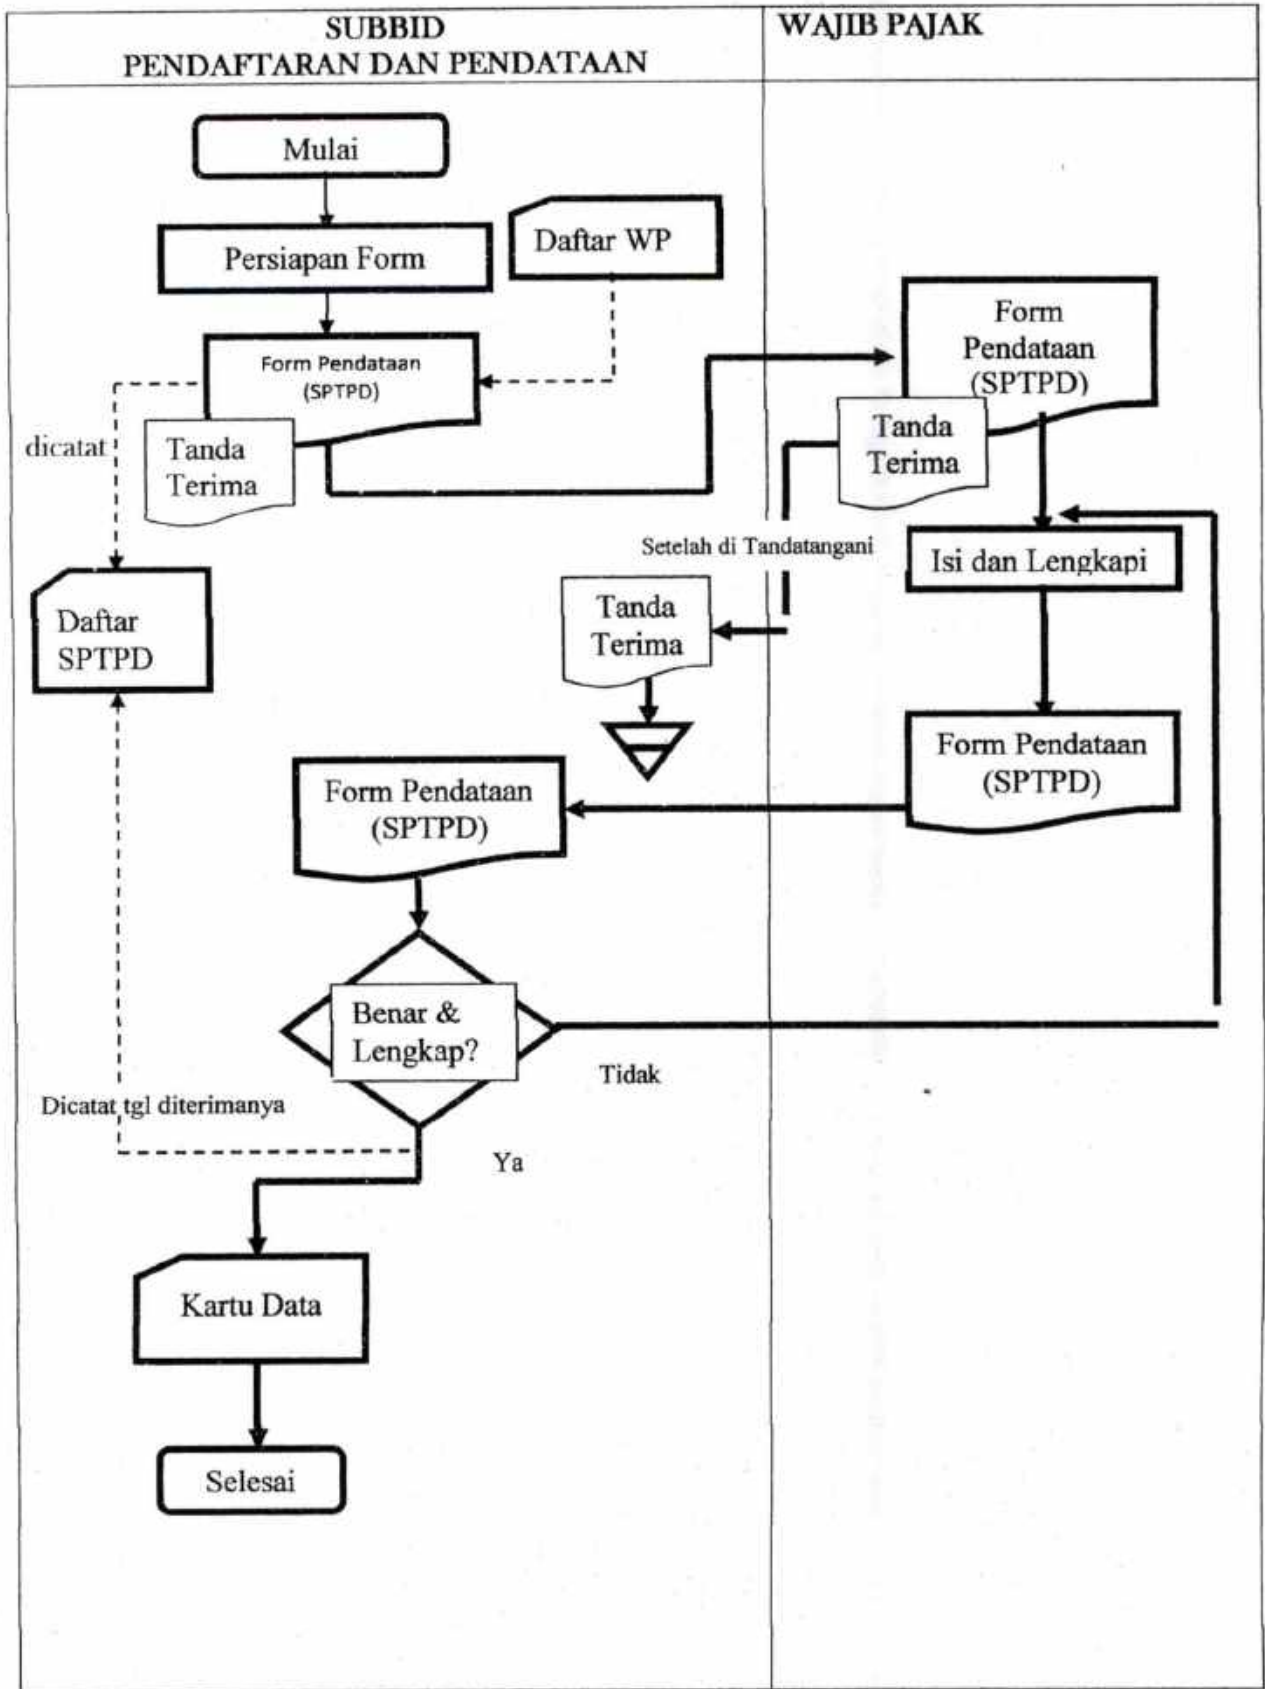 SUBBID
PENDAFTARAN DAN PENDATAAN
WAJIB PAJAK
Mulai
Persiapan Form
Daftar WP
Form Pendataan
(SPTPD)
Tanda
Terima
dicatat
Form
Pendataan
(SPTPD)
Tanda
Terima
Setelah di Tandatangani
Isi dan Lengkapi
Daftar
SPTPD
Tanda
Terima
Form Pendataan
(SPTPD)
Form Pendataan
(SPTPD)
Benar &
Lengkap?
Tidak
Dicatat tgl diterimanya
Ya
Kartu Data
Selesai